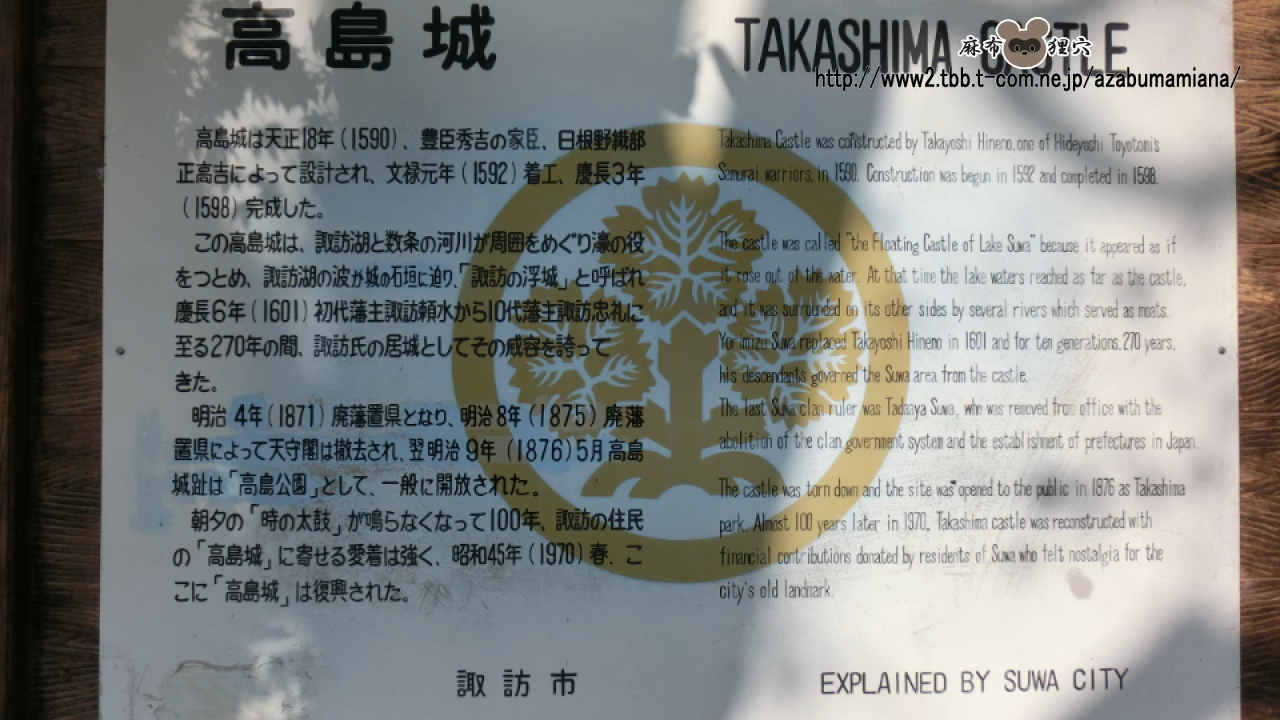 高島城
高島城は天正18年(1590)、豊臣秀吉の家臣、日根野織部
正高吉によって設計され、文禄元年(1592)着工、慶長3年
(1598)完成した。
この高島城は、諏訪湖と数条の河川が周囲をめぐり濠の役
をつとめ、諏訪湖の波が城の石垣に迫り、「諏訪の浮城」と呼ばれ
慶長6年(1601)初代藩主諏訪頼水から10代藩主諏訪忠礼に
至る270年の間、諏訪氏の居城としてその威容を誇って
きた。
明治4年(1871)廃藩置県となり、明治8年(1875)廃藩
置県によって天守閣は撤去され、翌明治9年(1876)5月高島
城趾は「高島公園」として、一般に開放された。
朝夕の「時の太鼓」が鳴らなくなって100年、諏訪の住民
の「高島城」に寄せる愛着は強く、昭和45年(1970)春、こ
こに「高島城」は復興された。
諏訪市
TAKASHIMA CASTLE
麻布狸穴
http://www2.tbb.t-com.ne.jp/azabumamiana/
Takashima Castle was constructed by Takayoshi Hineno,one of Hideyoshi Toyotomi's
Samurai warriors, in 1590. Construction was begun in 1592 and completed in 1598.
The castle was called "the Floating Castle of Lake Suwa" because it appeared as if
it rose out of the water. At that time the lake waters reached as far as the castle,
and it was surrounded on its other sides by several rivers which served as moats.
Yorimizu Suwa replaced Takayoshi Hineno in 1601 and for ten generations,270 years,
his descendants governed the Suwa area from the castle.
The last Suwa clan ruler was Tadaaya Suwa, who was removed from office with the
abolition of the clan government system and the establishment of prefectures in Japan.
The castle was torn down and the site was opened to the public in 1876 as Takashima
park. Almost 100 years later in 1970, Takashima castle was reconstructed with
financial contributions donated by residents of Suwa who felt nostalgia for the
city's old landmark.
EXPLAINED BY SUWA CITY